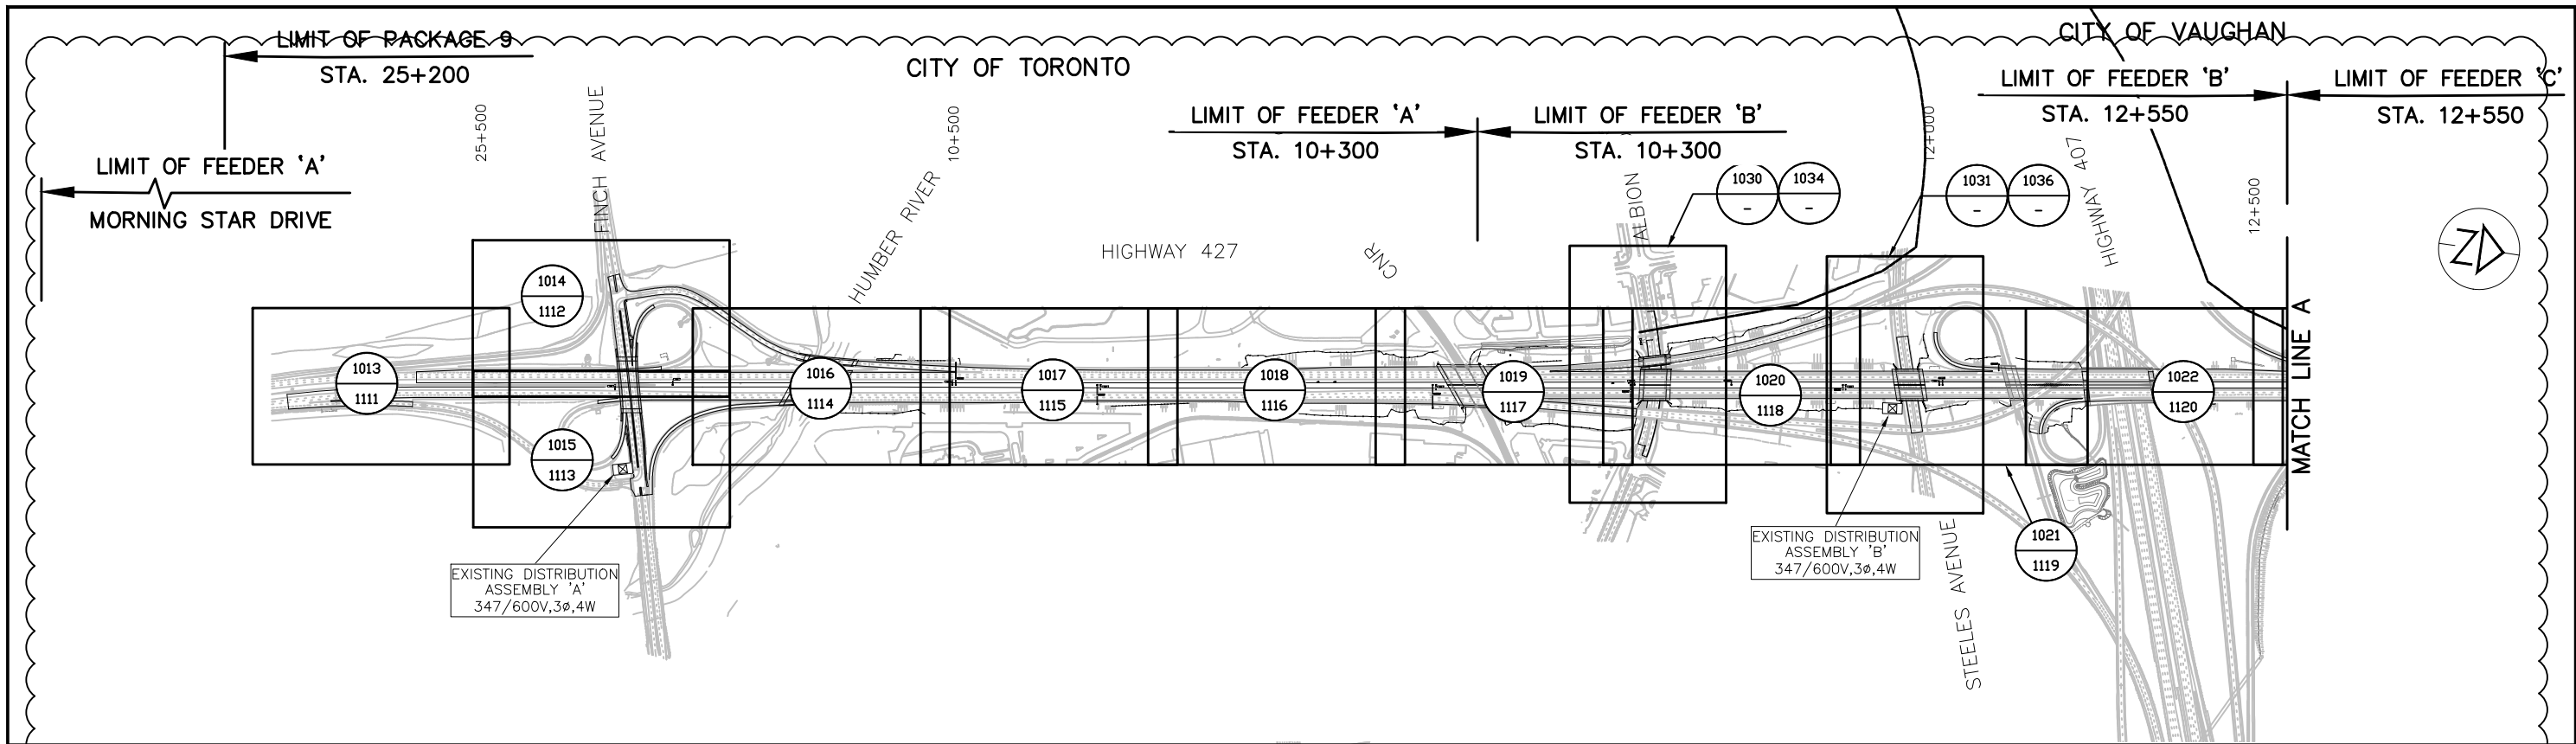 LIMIT OF PACKAGE 9
STA. 25+200
CITY OF TORONTO
CITY OF VAUGHAN
LIMIT OF FEEDER 'B'
STA. 12+550
LIMIT OF FEEDER 'C'
STA. 12+550
LIMIT OF FEEDER 'A'
STA. 10+300
LIMIT OF FEEDER 'B'
STA. 10+300
LIMIT OF FEEDER 'A'
MORNING STAR DRIVE
25+500
FINCH AVENUE
HUMBER RIVER
10+500
HIGHWAY 427
CNR
ALBION
1030
-
1034
-
12+000
1031
-
1036
-
HIGHWAY 407
12+500
N
1014
1112
1013
1111
1015
1113
1016
1114
1017
1115
1018
1116
1019
1117
1020
1118
1022
1120
1021
1119
MATCH LINE A
EXISTING DISTRIBUTION
ASSEMBLY 'A'
347/600V,3ø,4W
EXISTING DISTRIBUTION
ASSEMBLY 'B'
347/600V,3ø,4W
STEELES AVENUE